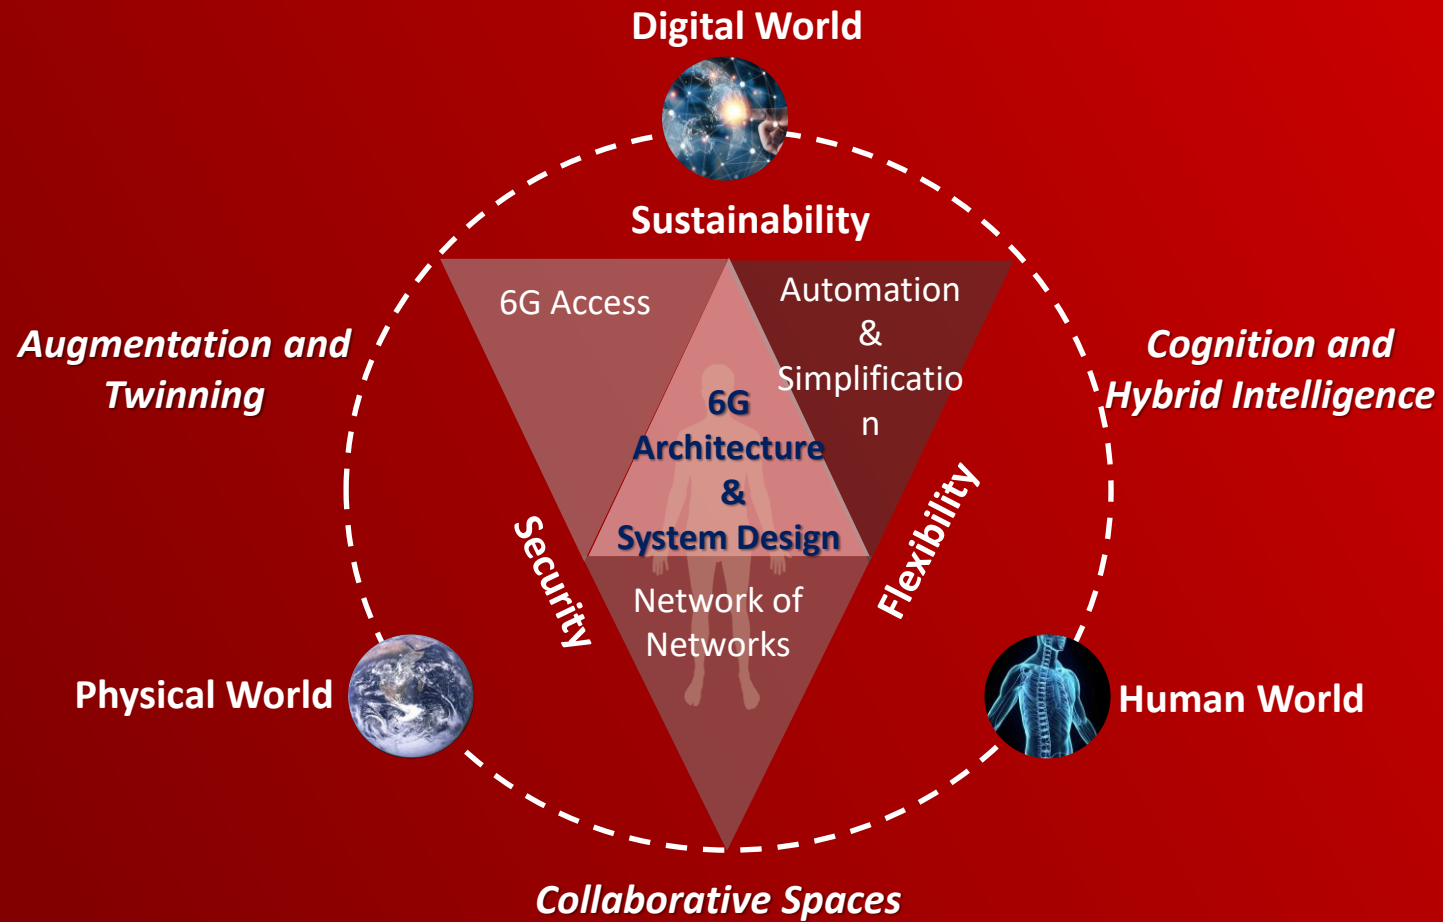 Digital World
Sustainability
6G Access
Automation
&
Simplificatio
n
Augmentation and
Twinning
Cognition and
Hybrid Intelligence
6G
Architecture
&
System Design
Security
Flexibility
Network of
Networks
Physical World
Human World
Collaborative Spaces